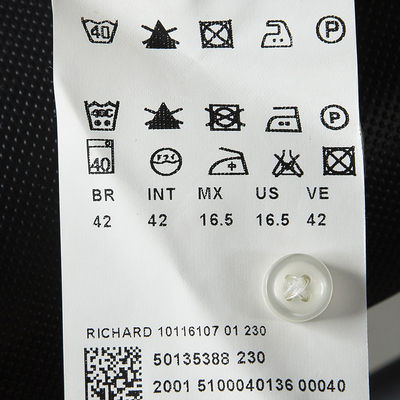 40
P
40C
P
40
BR INT MX US VE
42 42 16.5 16.5 42
RICHARD 10116107 01 230
50135388 230
2001 5100040136 00040